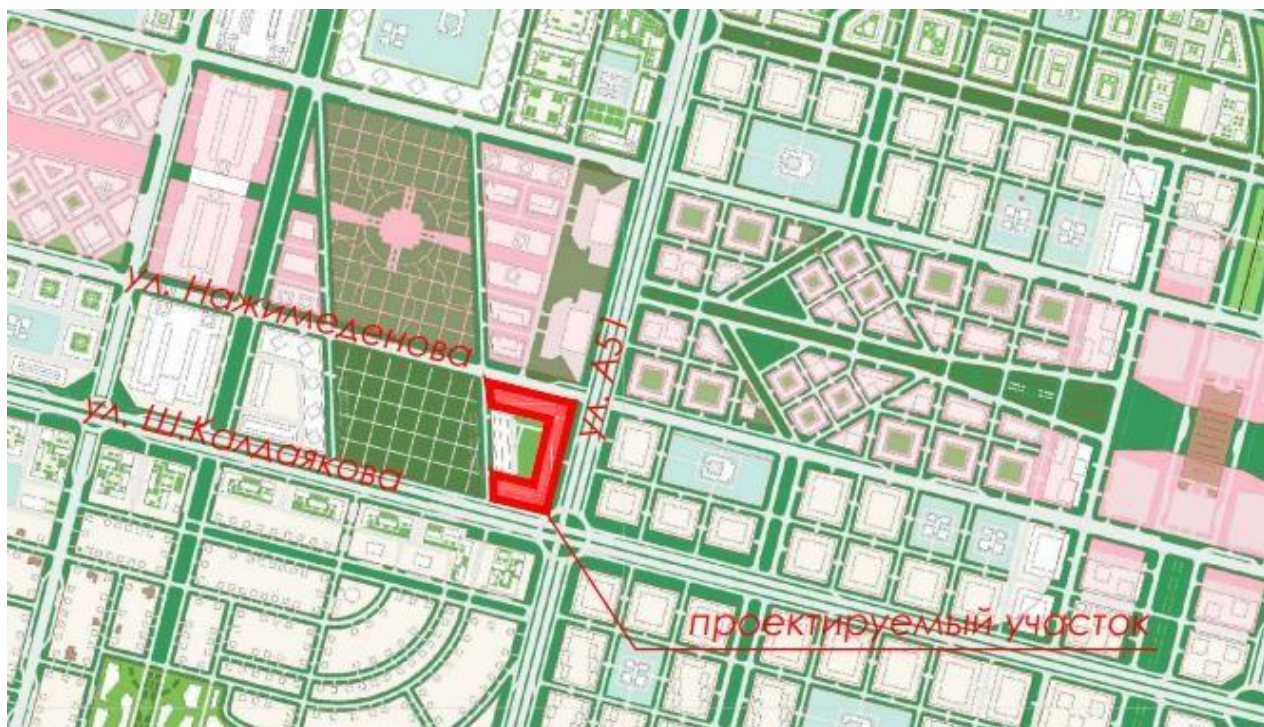 ул. Нажимеденова
ул. А51
ул. Ш.Калдаякова
проектируемый участок